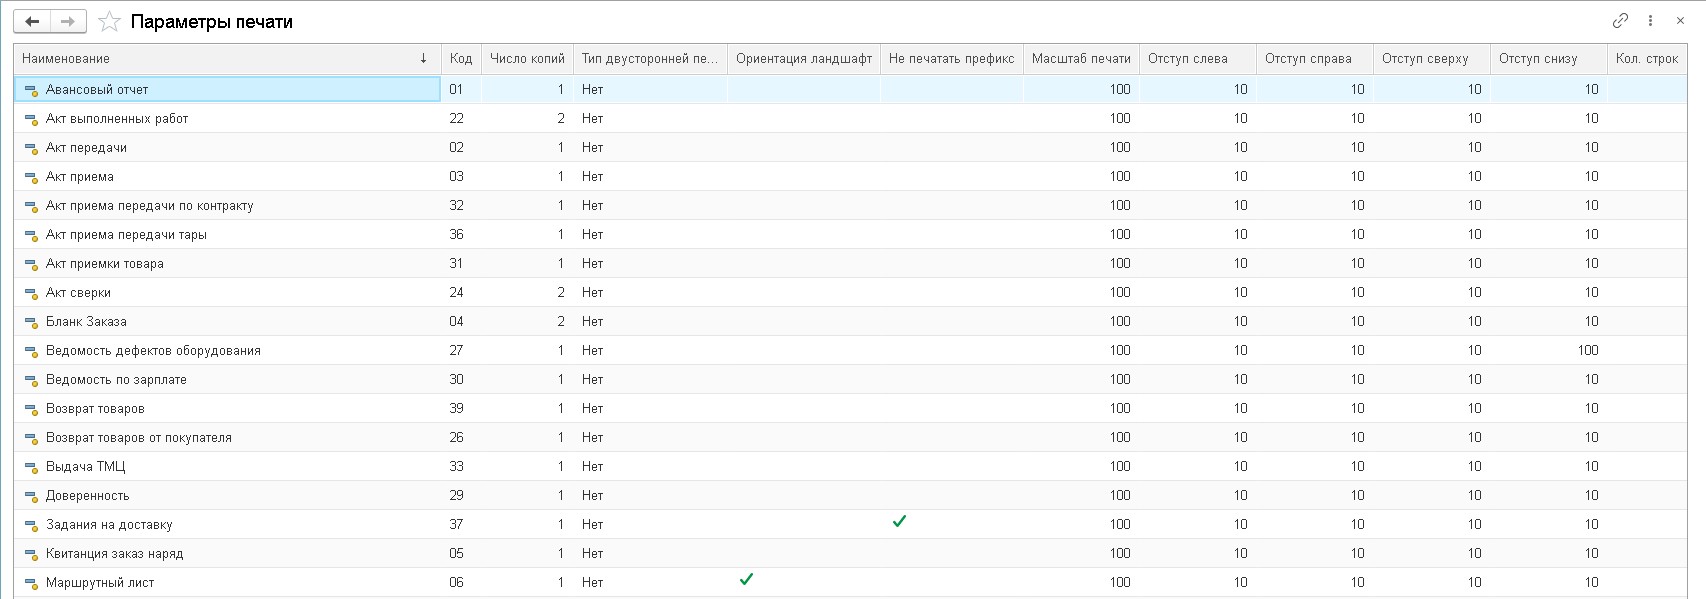 Параметры печати
Наименование Код Число копий Тип двусторонней пе... Ориентация ландшафт Не печатать префикс Масштаб печати Отступ слева Отступ справа Отступ сверху Отступ снизу Кол. строк
Авансовый отчет 01 1 Нет 100 10 10 10 10
Акт выполненных работ 22 2 Нет 100 10 10 10 10
Акт передачи 02 1 Нет 100 10 10 10 10
Акт приема 03 1 Нет 100 10 10 10 10
Акт приема передачи по контракту 32 1 Нет 100 10 10 10 10
Акт приема передачи тары 36 1 Нет 100 10 10 10 10
Акт приемки товара 31 1 Нет 100 10 10 10 10
Акт сверки 24 2 Нет 100 10 10 10 10
Бланк Заказа 04 2 Нет 100 10 10 10 10
Ведомость дефектов оборудования 27 1 Нет 100 10 10 10 100
Ведомость по зарплате 30 1 Нет 100 10 10 10 10
Возврат товаров 39 1 Нет 100 10 10 10 10
Возврат товаров от покупателя 26 1 Нет 100 10 10 10 10
Выдача ТМЦ 33 1 Нет 100 10 10 10 10
Доверенность 29 1 Нет 100 10 10 10 10
Задания на доставку 37 1 Нет 100 10 10 10 10
Квитанция заказ наряд 05 1 Нет 100 10 10 10 10
Маршрутный лист 06 1 Нет 100 10 10 10 10